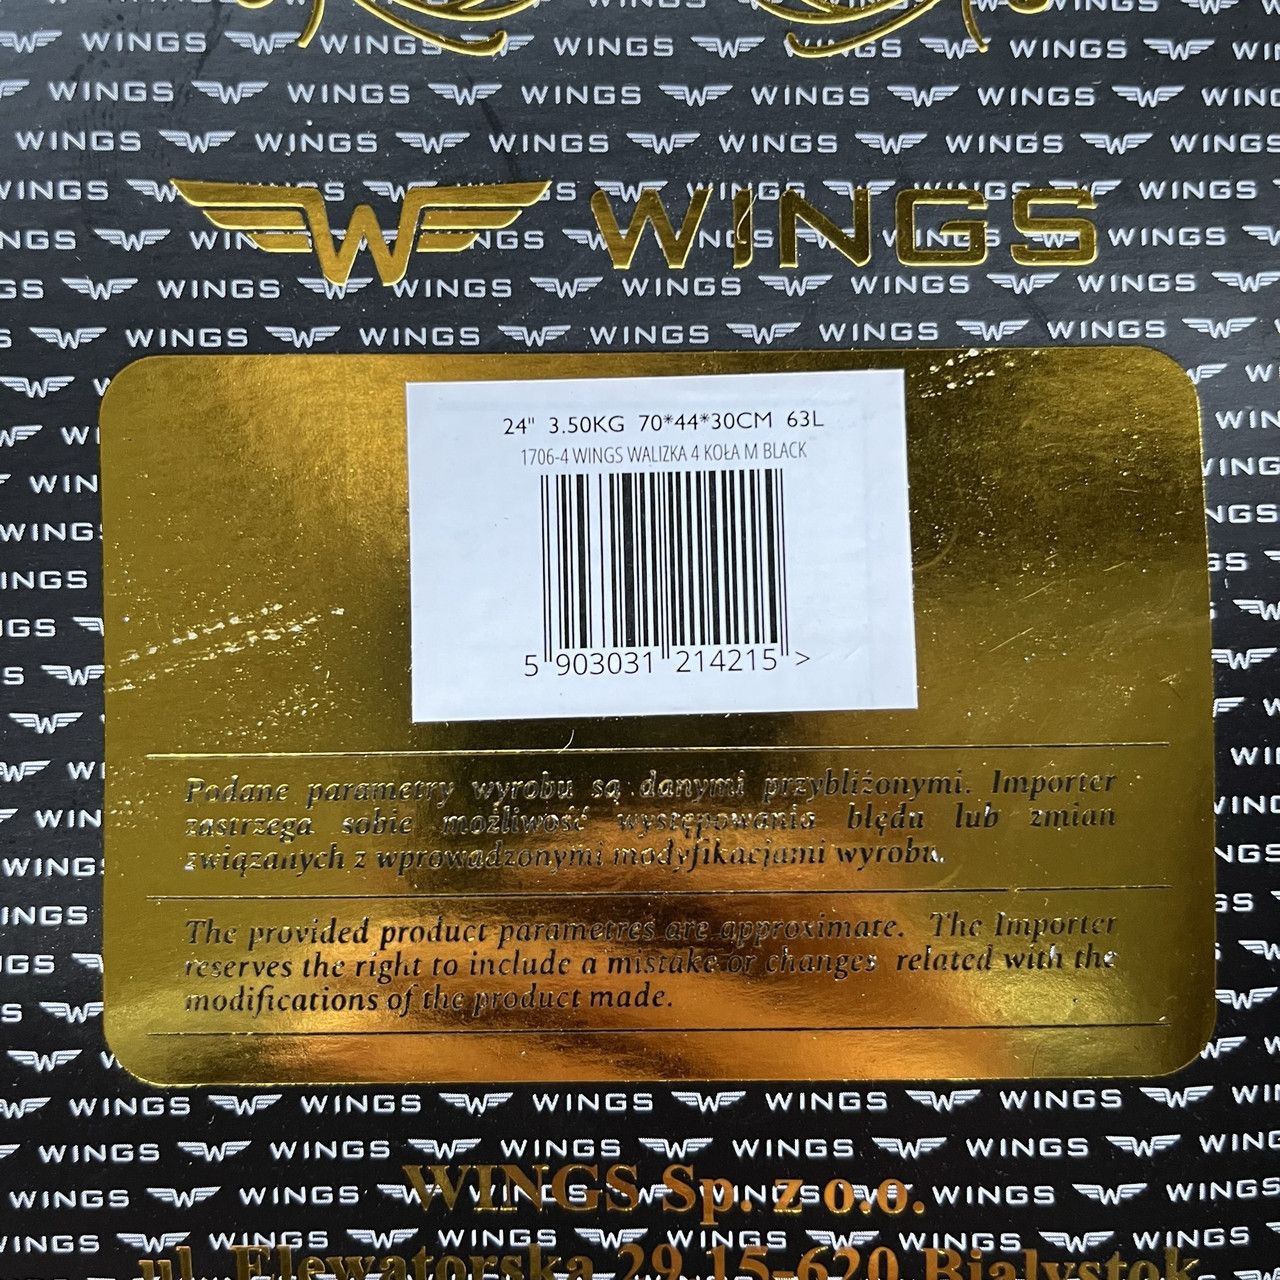 WINGS
24" 3.50KG 70*44*30CM 63L
1706-4 WINGS WALIZKA 4 KOŁA M BLACK
5 903031 214215 >
Podane parametry wyrobu są danymi przybliżonymi. Importer
zastrzega sobie możliwość występowania błędu lub zmian
związanych z wprowadzonymi modyfikacjami wyrobu.
The provided product parametres are approximate. The Importer
reserves the right to include a mistake or changes related with the
modifications of the product made.
WINGS Sp. z o.o.
ul. Elewatorska 29, 15-620 Białystok